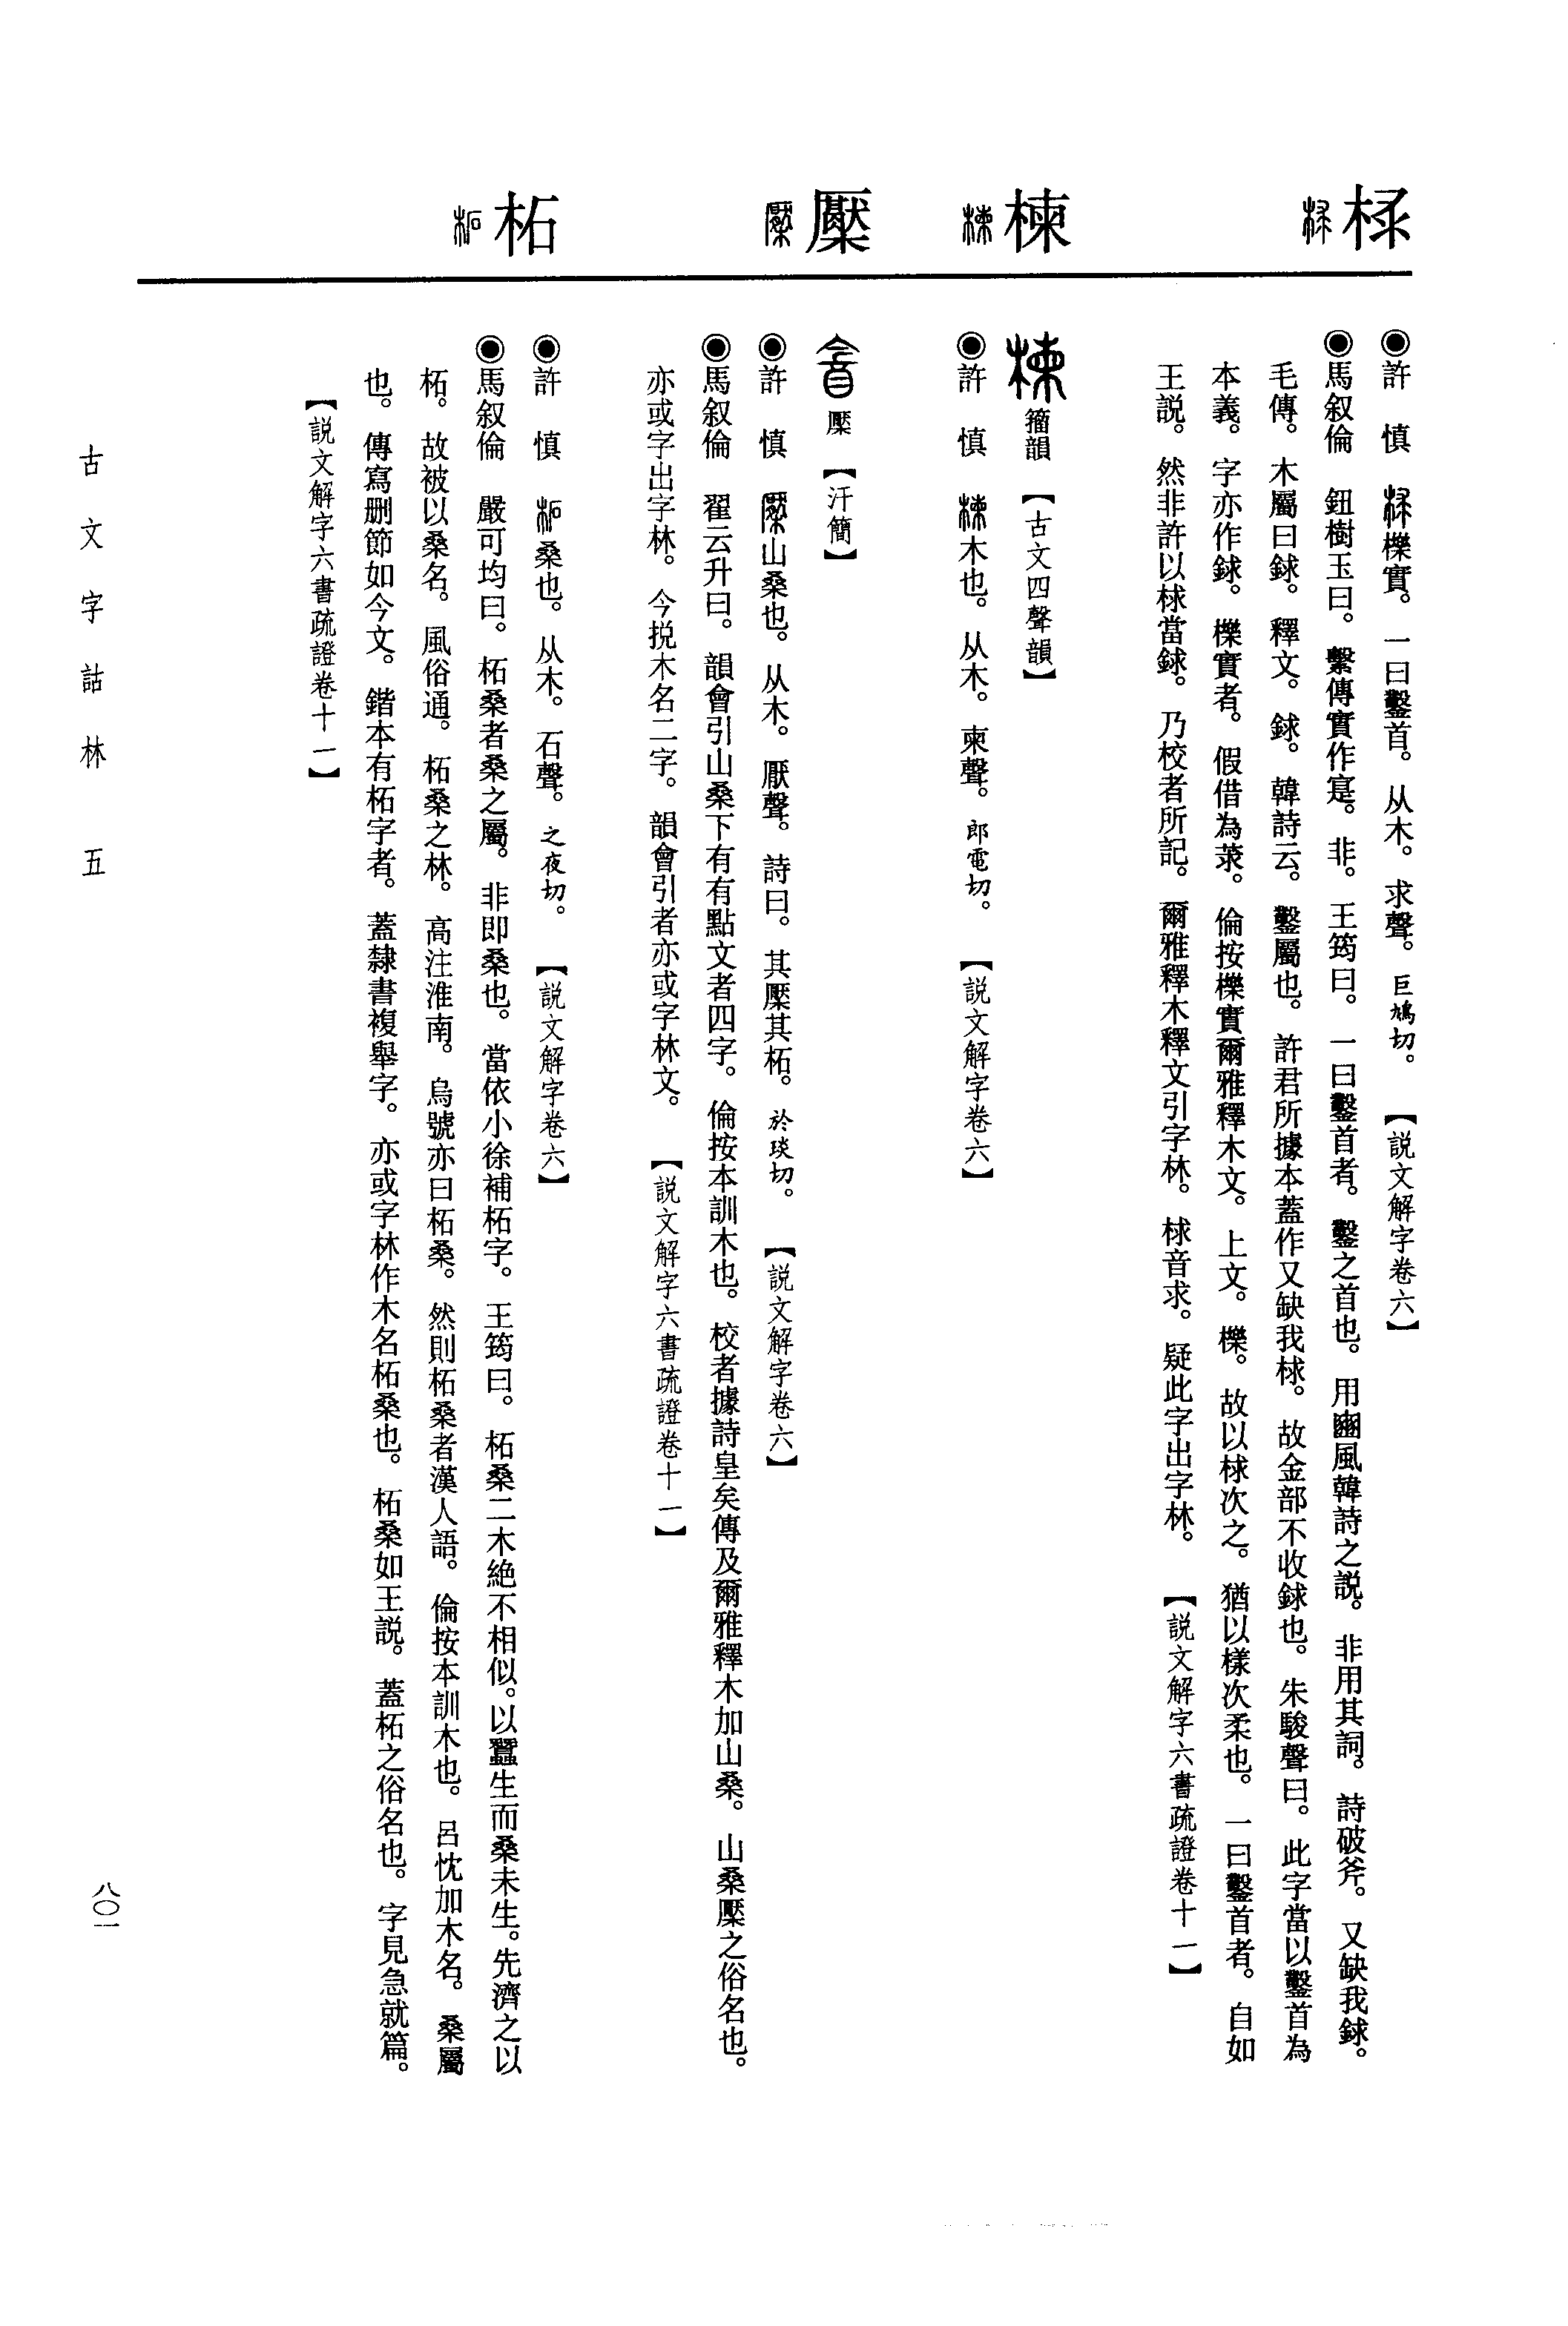 梂
◉許　慎　櫟實。一曰鑿首。从木。求聲。巨鳩切。【説文解字卷六】
◉馬叙倫　鈕樹玉曰。繫傳實作寔。非。王筠曰。一曰鑿首者。鑿之首也。用豳風韓詩之説。非用其詞。詩破斧。又缺我銶。
毛傳。木屬曰銶。釋文。銶。韓詩云。鑿屬也。許君所據本蓋作又缺我梂。故金部不收銶也。朱駿聲曰。此字當以鑿首為
本義。字亦作銶。櫟實者。假借為莍。倫按櫟實爾雅釋木文。上文。櫟。故以梂次之。猶以樣次柔也。一曰鑿首者。自如
王説。然非許以梂當銶。乃校者所記。爾雅釋木釋文引字林。梂音求。疑此字出字林。【説文解字六書疏證卷十一】
楝
籀韻【古文四聲韻】
◉許　慎　木也。从木。柬聲。郎電切。【説文解字卷六】
檿
檿【汗簡】
◉許　慎　山桑也。从木。厭聲。詩曰。其檿其柘。於琰切。【説文解字卷六】
◉馬叙倫　翟云升曰。韻會引山桑下有有點文者四字。倫按本訓木也。校者據詩皇矣傳及爾雅釋木加山桑。山桑檿之俗名也。
亦或字出字林。今挩木名二字。韻會引者亦或字林文。【説文解字六書疏證卷十一】
柘
◉許　慎　桑也。从木。石聲。之夜切。【説文解字卷六】
◉馬叙倫　嚴可均曰。柘桑者桑之屬。非即桑也。當依小徐補柘字。王筠曰。柘桑二木絶不相似。以蠶生而桑未生。先濟之以
柘。故被以桑名。風俗通。柘桑之林。高注淮南。烏號亦曰柘桑。然則柘桑者漢人語。倫按本訓木也。呂忱加木名。桑屬
也。傳寫删節如今文。鍇本有柘字者。蓋隸書複舉字。亦或字林作木名柘桑也。柘桑如王説。蓋柘之俗名也。字見急就篇。
【説文解字六書疏證卷十一】
古文字詁林　五
八〇一